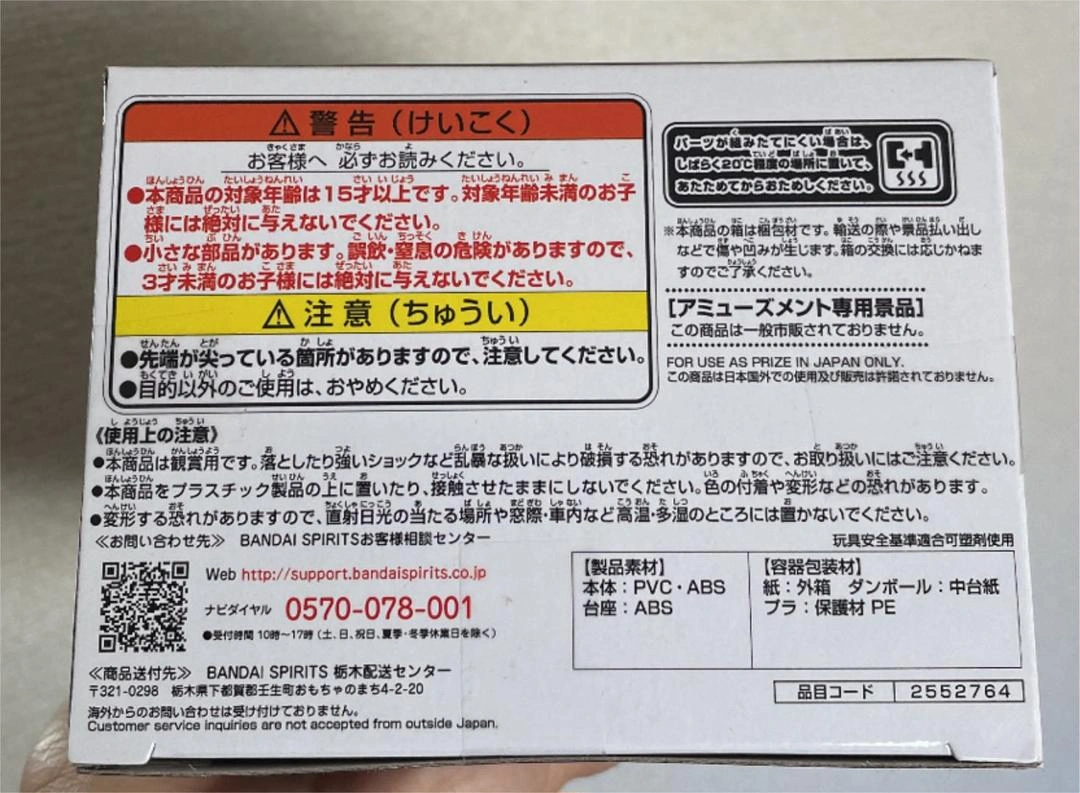 ⚠警告（けいこく）
お客様へ 必ずお読みください。
●本商品の対象年齢は15才以上です。対象年齢未満のお子
様には絶対に与えないでください。
●小さな部品があります。誤飲・窒息の危険がありますので、
3才未満のお子様には絶対に与えないでください。
⚠注意（ちゅうい）
●先端が尖っている箇所がありますので、注意してください。
●目的以外のご使用は、おやめください。
パーツが組みたてにくい場合は、
しばらく20℃程度の場所に置いて、
あたためてからおためしください。
※本商品の箱は梱包材です。輸送の際や景品払い出し
などで傷や凹みが生じます。箱の交換には応じかねま
すのでご了承ください。
［アミューズメント専用景品］
この商品は一般市販されておりません。
FOR USE AS PRIZE IN JAPAN ONLY.
この商品は日本国外での使用及び販売は許諾されておりません。
《使用上の注意》
●本商品は観賞用です。落としたり強いショックなど乱暴な扱いにより破損する恐れがありますので、お取り扱いにはご注意ください。
●本商品をプラスチック製品の上に置いたり、接触させたままにしないでください。色の付着や変形などの恐れがあります。
●変形する恐れがありますので、直射日光の当たる場所や窓際・車内など高温・多湿のところには置かないでください。
≪お問い合わせ先≫ BANDAI SPIRITSお客様相談センター
玩具安全基準適合可塑剤使用
Web http://support.bandaispirits.co.jp
ナビダイヤル 0570-078-001
●受付時間 10時～17時（土、日、祝日、夏季・冬季休業日を除く）
【製品素材】
本体：PVC・ABS
台座：ABS
【容器包装材】
紙：外箱 ダンボール：中台紙
プラ：保護材 PE
≪商品送付先≫ BANDAI SPIRITS 栃木配送センター
〒321-0298 栃木県下都賀郡壬生町おもちゃのまち4-2-20
海外からのお問い合わせは受け付けておりません。
Customer service inquiries are not accepted from outside Japan.
品目コード 2552764